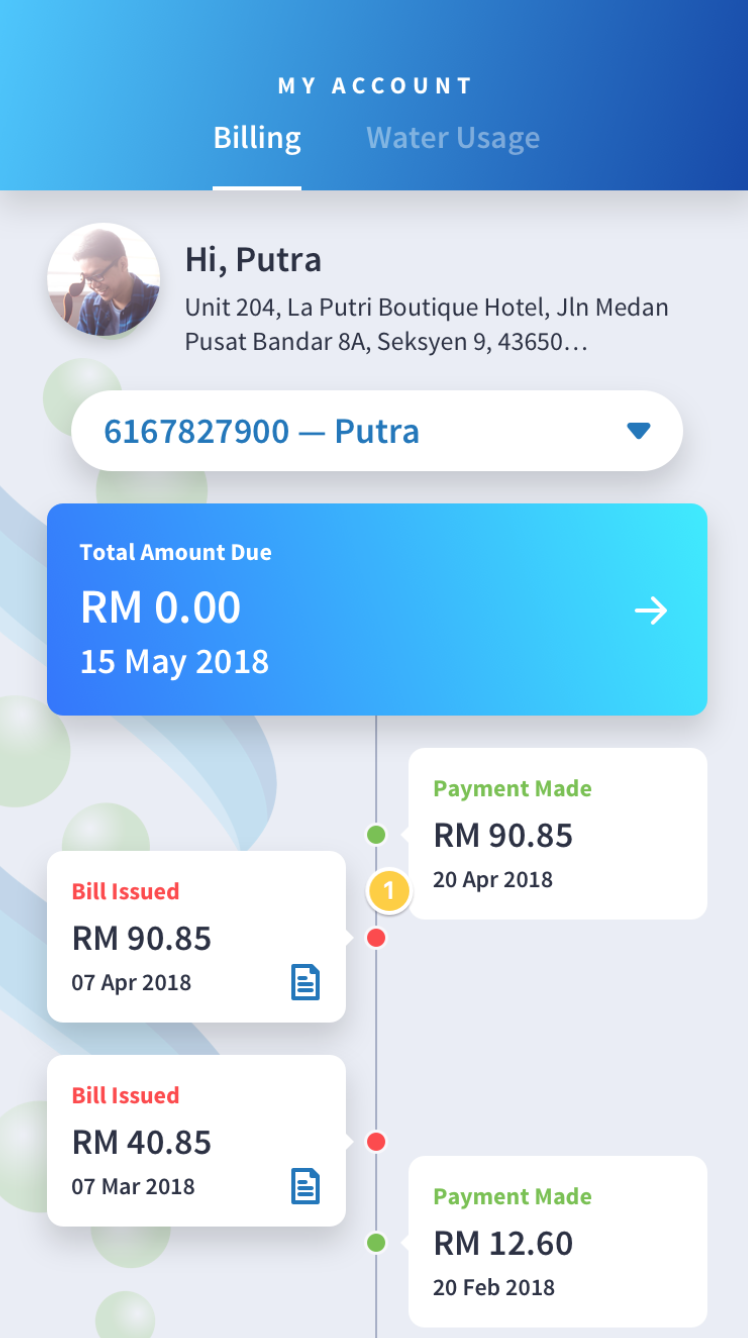 MY ACCOUNT
Billing
Water Usage
Hi, Putra
Unit 204, La Putri Boutique Hotel, Jln Medan
Pusat Bandar 8A, Seksyen 9, 43650...
6167827900 — Putra
Total Amount Due
RM 0.00
15 May 2018
Payment Made
RM 90.85
20 Apr 2018
1
Bill Issued
RM 90.85
07 Apr 2018
Bill Issued
RM 40.85
07 Mar 2018
Payment Made
RM 12.60
20 Feb 2018